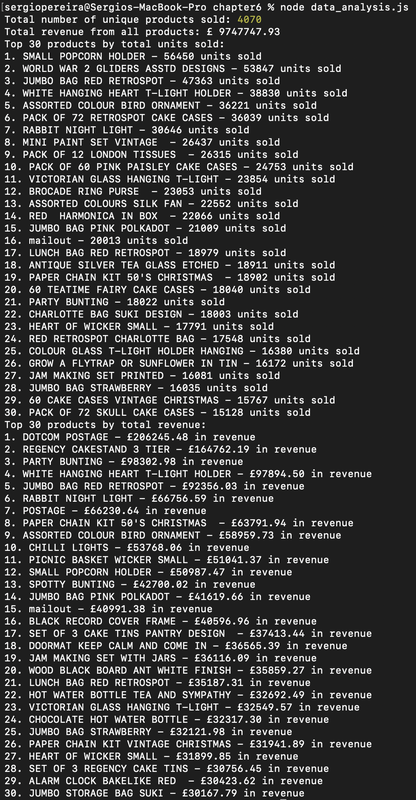 [sergiopereira@Sergios-MacBook-Pro chapter6 % node data_analysis.js
Total number of unique products sold: 4070
Total revenue from all products: £ 9747747.93
Top 30 products by total units sold:
1. SMALL POPCORN HOLDER - 56450 units sold
2. WORLD WAR 2 GLIDERS ASSTD DESIGNS - 53847 units sold
3. JUMBO BAG RED RETROSPOT - 47363 units sold
4. WHITE HANGING HEART T-LIGHT HOLDER - 38830 units sold
5. ASSORTED COLOUR BIRD ORNAMENT - 36221 units sold
6. PACK OF 72 RETROSPOT CAKE CASES - 36039 units sold
7. RABBIT NIGHT LIGHT - 30646 units sold
8. MINI PAINT SET VINTAGE  - 26437 units sold
9. PACK OF 12 LONDON TISSUES  - 26315 units sold
10. PACK OF 60 PINK PAISLEY CAKE CASES - 24753 units sold
11. VICTORIAN GLASS HANGING T-LIGHT - 23854 units sold
12. BROCADE RING PURSE  - 23053 units sold
13. ASSORTED COLOURS SILK FAN - 22552 units sold
14. RED  HARMONICA IN BOX  - 22066 units sold
15. JUMBO BAG PINK POLKADOT - 21009 units sold
16. mailout - 20013 units sold
17. LUNCH BAG RED RETROSPOT - 18979 units sold
18. ANTIQUE SILVER TEA GLASS ETCHED - 18911 units sold
19. PAPER CHAIN KIT 50'S CHRISTMAS  - 18902 units sold
20. 60 TEATIME FAIRY CAKE CASES - 18040 units sold
21. PARTY BUNTING - 18022 units sold
22. CHARLOTTE BAG SUKI DESIGN - 18003 units sold
23. HEART OF WICKER SMALL - 17791 units sold
24. RED RETROSPOT CHARLOTTE BAG - 17548 units sold
25. COLOUR GLASS T-LIGHT HOLDER HANGING - 16380 units sold
26. GROW A FLYTRAP OR SUNFLOWER IN TIN - 16172 units sold
27. JAM MAKING SET PRINTED - 16081 units sold
28. JUMBO BAG STRAWBERRY - 16035 units sold
29. 60 CAKE CASES VINTAGE CHRISTMAS - 15767 units sold
30. PACK OF 72 SKULL CAKE CASES - 15128 units sold
Top 30 products by total revenue:
1. DOTCOM POSTAGE - £206245.48 in revenue
2. REGENCY CAKESTAND 3 TIER - £164762.19 in revenue
3. PARTY BUNTING - £98302.98 in revenue
4. WHITE HANGING HEART T-LIGHT HOLDER - £97894.50 in revenue
5. JUMBO BAG RED RETROSPOT - £92356.03 in revenue
6. RABBIT NIGHT LIGHT - £66756.59 in revenue
7. POSTAGE - £66230.64 in revenue
8. PAPER CHAIN KIT 50'S CHRISTMAS  - £63791.94 in revenue
9. ASSORTED COLOUR BIRD ORNAMENT - £58959.73 in revenue
10. CHILLI LIGHTS - £53768.06 in revenue
11. PICNIC BASKET WICKER SMALL - £51041.37 in revenue
12. SMALL POPCORN HOLDER - £50987.47 in revenue
13. SPOTTY BUNTING - £42700.02 in revenue
14. JUMBO BAG PINK POLKADOT - £41619.66 in revenue
15. mailout - £40991.38 in revenue
16. BLACK RECORD COVER FRAME - £40596.96 in revenue
17. SET OF 3 CAKE TINS PANTRY DESIGN  - £37413.44 in revenue
18. DOORMAT KEEP CALM AND COME IN - £36565.39 in revenue
19. JAM MAKING SET WITH JARS - £36116.09 in revenue
20. WOOD BLACK BOARD ANT WHITE FINISH - £35859.27 in revenue
21. LUNCH BAG RED RETROSPOT - £35187.31 in revenue
22. HOT WATER BOTTLE TEA AND SYMPATHY - £32692.49 in revenue
23. VICTORIAN GLASS HANGING T-LIGHT - £32549.57 in revenue
24. CHOCOLATE HOT WATER BOTTLE - £32317.30 in revenue
25. JUMBO BAG STRAWBERRY - £32121.98 in revenue
26. PAPER CHAIN KIT VINTAGE CHRISTMAS - £31941.89 in revenue
27. HEART OF WICKER SMALL - £31899.85 in revenue
28. SET OF 3 REGENCY CAKE TINS - £30756.45 in revenue
29. ALARM CLOCK BAKELIKE RED  - £30423.62 in revenue
30. JUMBO STORAGE BAG SUKI - £30167.79 in revenue